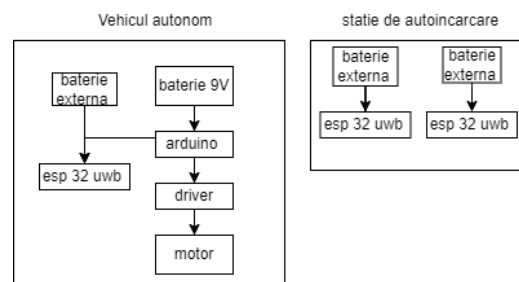 Vehicul autonom
baterie
externa
baterie 9V
arduino
esp 32 uwb
driver
motor
statie de autoincarcare
baterie
externa
baterie
externa
esp 32 uwb
esp 32 uwb